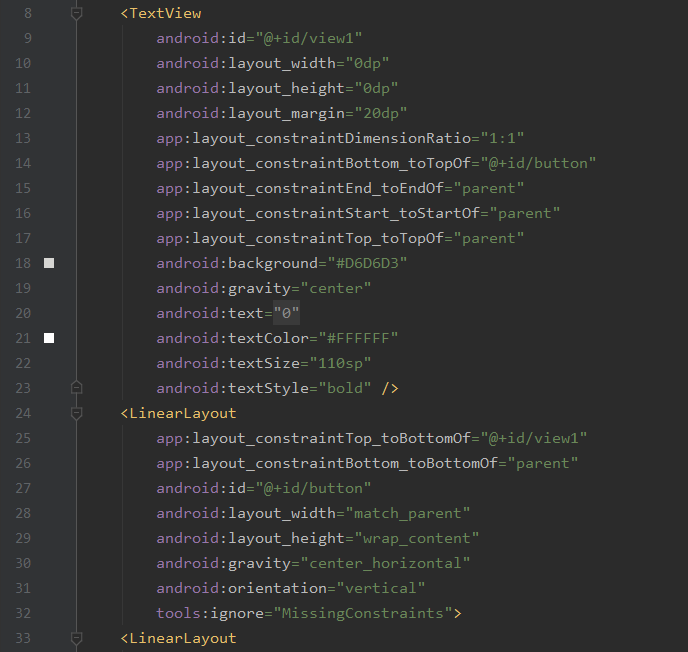 8 <TextView
9 android:id="@+id/view1"
10 android:layout_width="0dp"
11 android:layout_height="0dp"
12 android:layout_margin="20dp"
13 app:layout_constraintDimensionRatio="1:1"
14 app:layout_constraintBottom_toTopOf="@+id/button"
15 app:layout_constraintEnd_toEndOf="parent"
16 app:layout_constraintStart_toStartOf="parent"
17 app:layout_constraintTop_toTopOf="parent"
18 android:background="#D6D6D3"
19 android:gravity="center"
20 android:text="0"
21 android:textColor="#FFFFFF"
22 android:textSize="110sp"
23 android:textStyle="bold" />
24 <LinearLayout
25 app:layout_constraintTop_toBottomOf="@+id/view1"
26 app:layout_constraintBottom_toBottomOf="parent"
27 android:id="@+id/button"
28 android:layout_width="match_parent"
29 android:layout_height="wrap_content"
30 android:gravity="center_horizontal"
31 android:orientation="vertical"
32 tools:ignore="MissingConstraints">
33 <LinearLayout